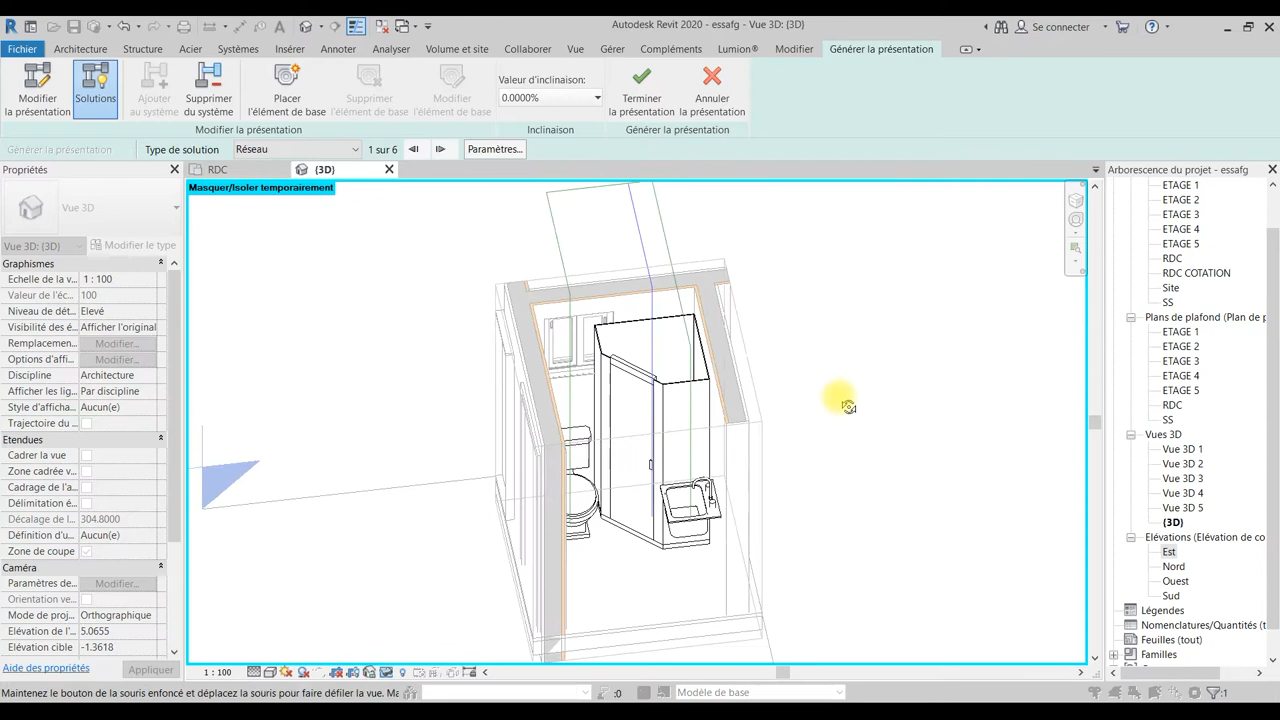 Autodesk Revit 2020 - essafg - Vue 3D: {3D}
Se connecter
Fichier Architecture Structure Acier Systèmes Insérer Annoter Analyser Volume et site Collaborer Vue Gérer Compléments Lumion® Modifier Générer la présentation
Modifier la présentation
Solutions
Ajouter au système
Supprimer du système
Placer l'élément de base
Supprimer l'élément de base
Modifier l'élément de base
Valeur d'inclinaison:
0.0000%
Terminer la présentation
Annuler la présentation
Modifier la présentation Inclinaison Générer la présentation
Générer la présentation Type de solution Réseau 1 sur 6 Paramètres...
Propriétés
RDC {3D}
Arborescence du projet - essafg
Masquer/Isoler temporairement
Vue 3D
Vue 3D: {3D} Modifier le type
Graphismes
Echelle de la v... 1 : 100
Valeur de l'éc... 100
Niveau de dét... Elevé
Visibilité des é... Afficher l'original
Remplacemen... Modifier...
Options d'affi... Modifier...
Discipline Architecture
Afficher les lig... Par discipline
Style d'afficha... Aucun(e)
Trajectoire du ...
Etendues
Cadrer la vue
Zone cadrée v...
Cadrage de l'a...
Délimitation é...
Décalage de l... 304.8000
Définition d'u... Aucun(e)
Zone de coupe
Caméra
Paramètres de... Modifier...
Orientation ve...
Mode de proj... Orthographique
Elévation de l'... 5.0655
Elévation cible -1.3618
Aide des propriétés Appliquer
ETAGE 1
ETAGE 2
ETAGE 3
ETAGE 4
ETAGE 5
RDC
RDC COTATION
Site
SS
Plans de plafond (Plan de p
ETAGE 1
ETAGE 2
ETAGE 3
ETAGE 4
ETAGE 5
RDC
SS
Vues 3D
Vue 3D 1
Vue 3D 2
Vue 3D 3
Vue 3D 4
Vue 3D 5
{3D}
Elévations (Elévation de co
Est
Nord
Ouest
Sud
Légendes
Nomenclatures/Quantités (t
Feuilles (tout)
Familles
1 : 100
Maintenez le bouton de la souris enfoncé et déplacez la souris pour faire défiler la vue. Ma
:0
Modèle de base
:1